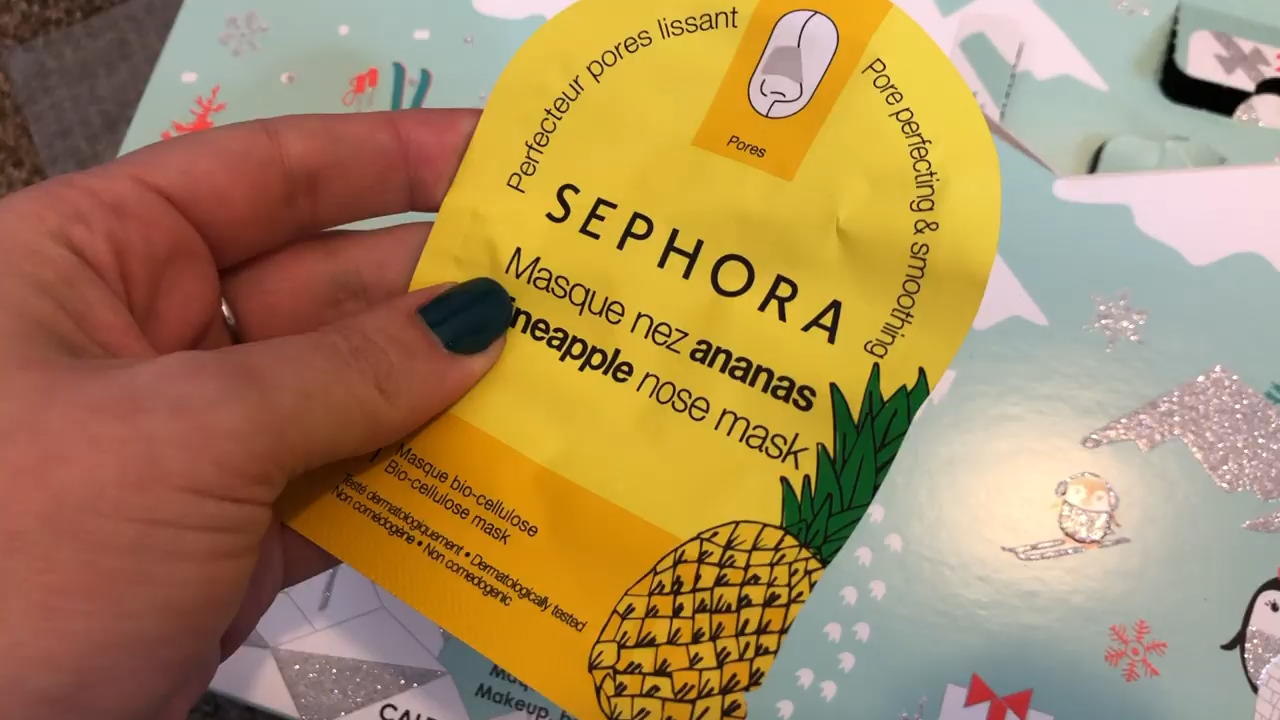 Perfecteur pores lissant
Pores
Pore perfecting & smoothing
SEPHORA
Masque nez ananas
ineapple nose mask
Masque bio-cellulose
Bio-cellulose mask
Testé dermatologiquement • Dermatologically tested
Non comédogène • Non comedogenic
Makeup,